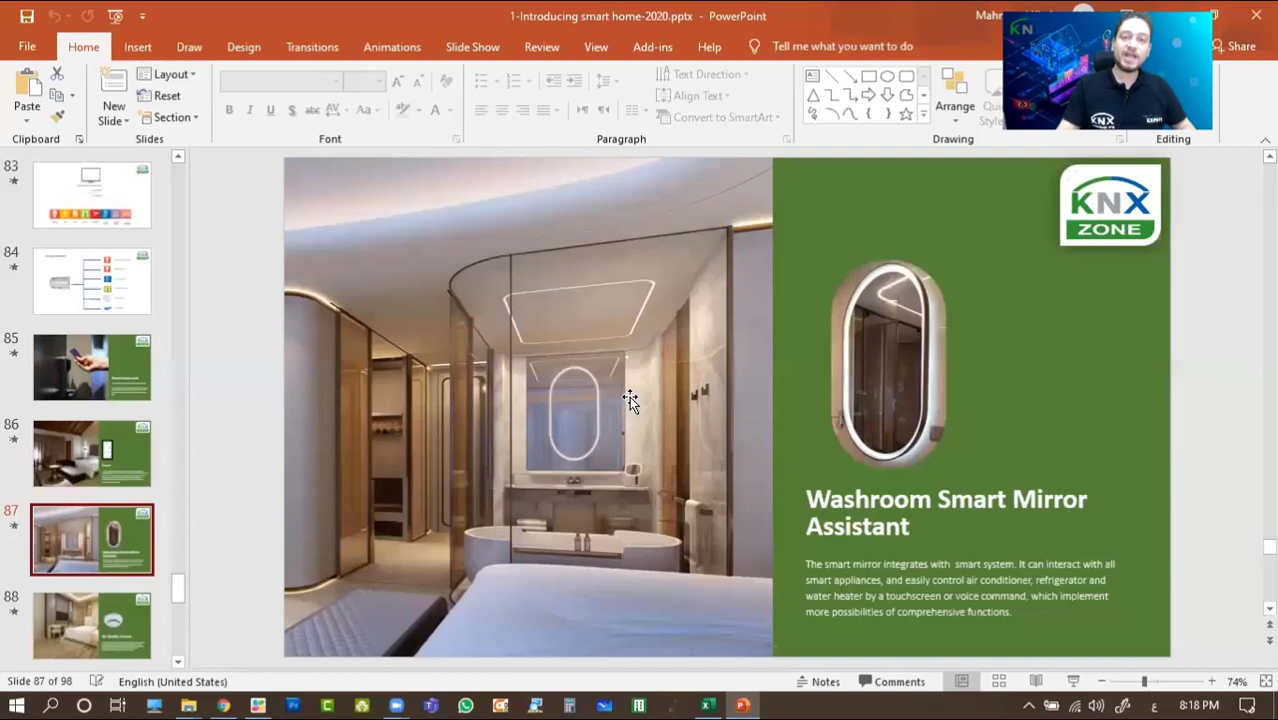 1-Introducing smart home-2020.pptx - PowerPoint
Mahm
File
Home
Insert
Draw
Design
Transitions
Animations
Slide Show
Review
View
Add-ins
Help
Tell me what you want to do
Share
Paste
Clipboard
New
Slide
Layout
Reset
Section
Slides
Font
Text Direction
Align Text
Convert to SmartArt
Paragraph
Arrange
Drawing
Editing
KN
KNX
83
84
85
86
87
88
KNX
ZONE
Washroom Smart Mirror
Assistant
The smart mirror integrates with smart system. It can interact with all
smart appliances, and easily control air conditioner, refrigerator and
water heater by a touchscreen or voice command, which implement
more possibilities of comprehensive functions.
Slide 87 of 98
English (United States)
Notes
Comments
74%
ع
8:18 PM